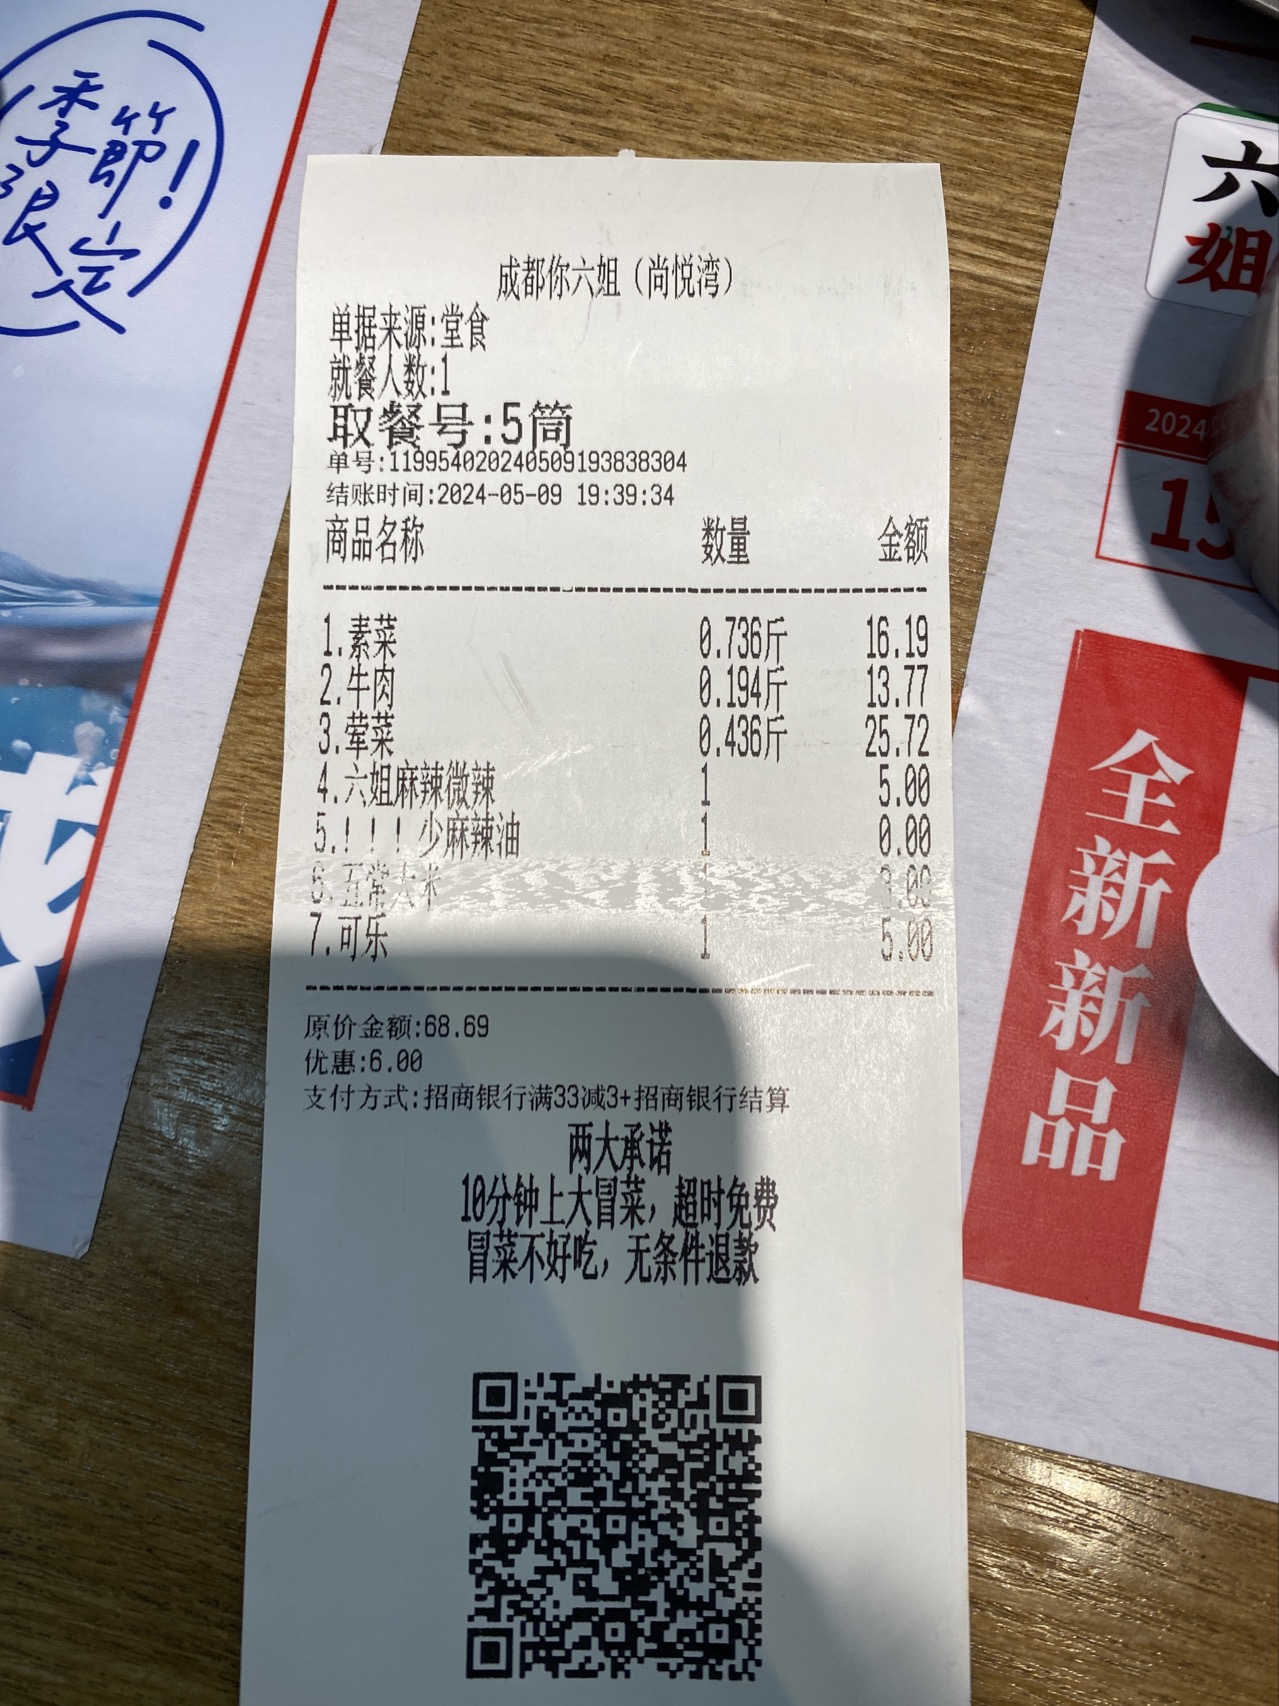 季節!
限定
成都你六姐（尚悦湾）
单据来源:堂食
就餐人数:1
取餐号:5筒
单号:119954020240509193838304
结账时间:2024-05-09 19:39:34
商品名称 数量 金额
1.素菜 0.736斤 16.19
2.牛肉 0.194斤 13.77
3.荤菜 0.436斤 25.72
4.六姐麻辣微辣 1 5.00
5.!!!少麻辣油 1 0.00
6.五常大米 3.00
7.可乐 1 5.00
原价金额:68.69
优惠:6.00
支付方式:招商银行满33减3+招商银行结算
两大承诺
10分钟上大冒菜，超时免费
冒菜不好吃，无条件退款
六
姐
2024
15
全新新品